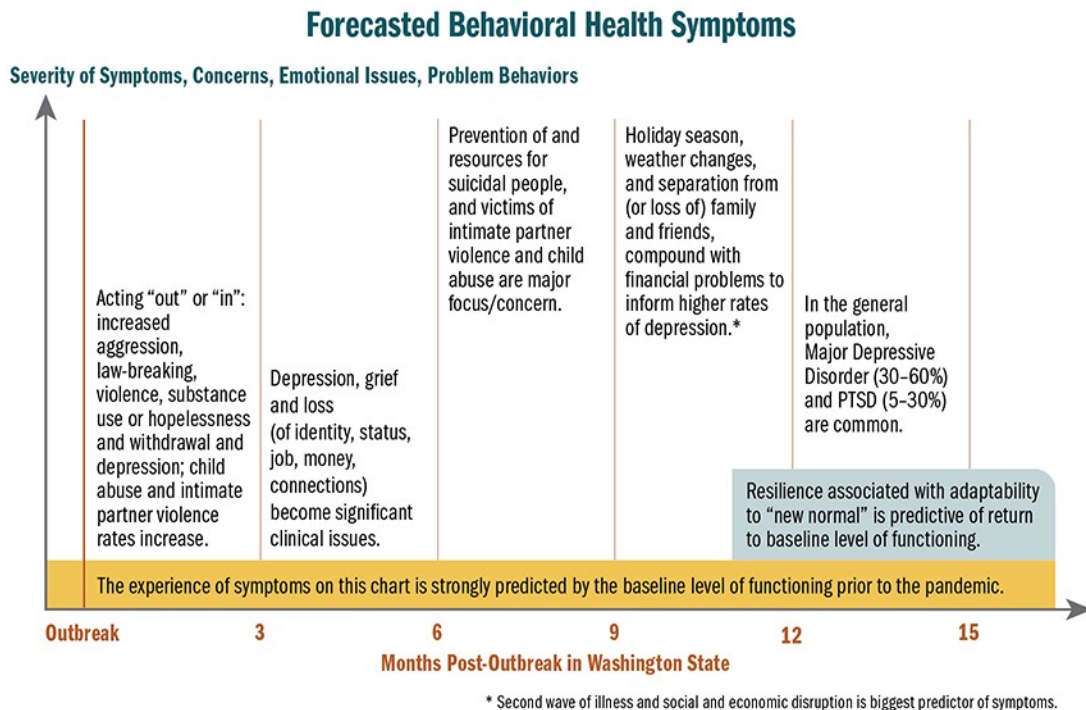 Forecasted Behavioral Health Symptoms
Severity of Symptoms, Concerns, Emotional Issues, Problem Behaviors
Acting “out” or “in”:
increased
aggression,
law-breaking,
violence, substance
use or hopelessness
and withdrawal and
depression; child
abuse and intimate
partner violence
rates increase.
Depression, grief
and loss
(of identity, status,
job, money,
connections)
become significant
clinical issues.
Prevention of and
resources for
suicidal people,
and victims of
intimate partner
violence and child
abuse are major
focus/concern.
Holiday season,
weather changes,
and separation from
(or loss of) family
and friends,
compound with
financial problems to
inform higher rates
of depression.*
In the general
population,
Major Depressive
Disorder (30–60%)
and PTSD (5–30%)
are common.
Resilience associated with adaptability
to “new normal” is predictive of return
to baseline level of functioning.
The experience of symptoms on this chart is strongly predicted by the baseline level of functioning prior to the pandemic.
Outbreak 3 6 9 12 15
Months Post-Outbreak in Washington State
* Second wave of illness and social and economic disruption is biggest predictor of symptoms.